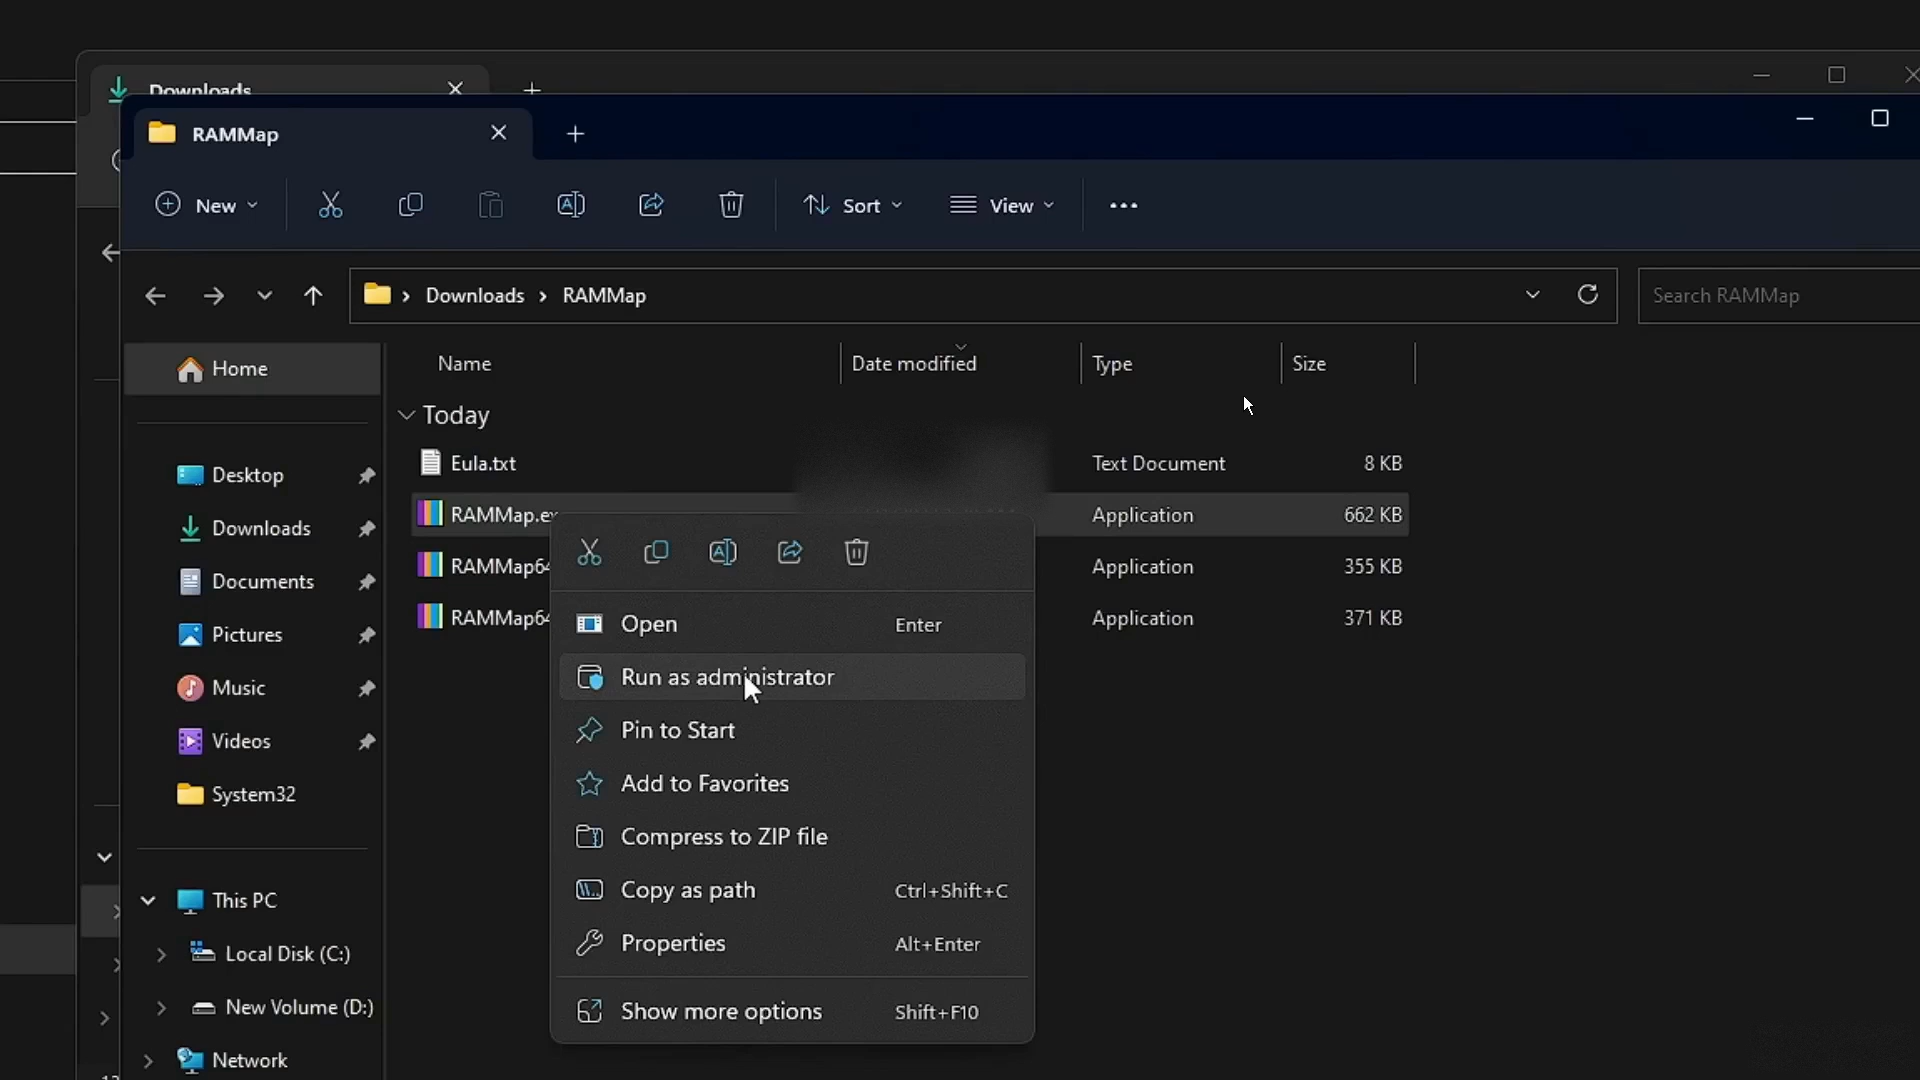 Downloads
RAMMap
New
Sort
View
Downloads
RAMMap
Search RAMMap
Name
Date modified
Type
Size
Home
Today
Eula.txt
Text Document
8 KB
RAMMap.ex
Application
662 KB
RAMMap64
Application
355 KB
RAMMap64
Application
371 KB
Desktop
Downloads
Documents
Pictures
Music
Videos
System32
This PC
Local Disk (C:)
New Volume (D:)
Network
Open
Enter
Run as administrator
Pin to Start
Add to Favorites
Compress to ZIP file
Copy as path
Ctrl+Shift+C
Properties
Alt+Enter
Show more options
Shift+F10